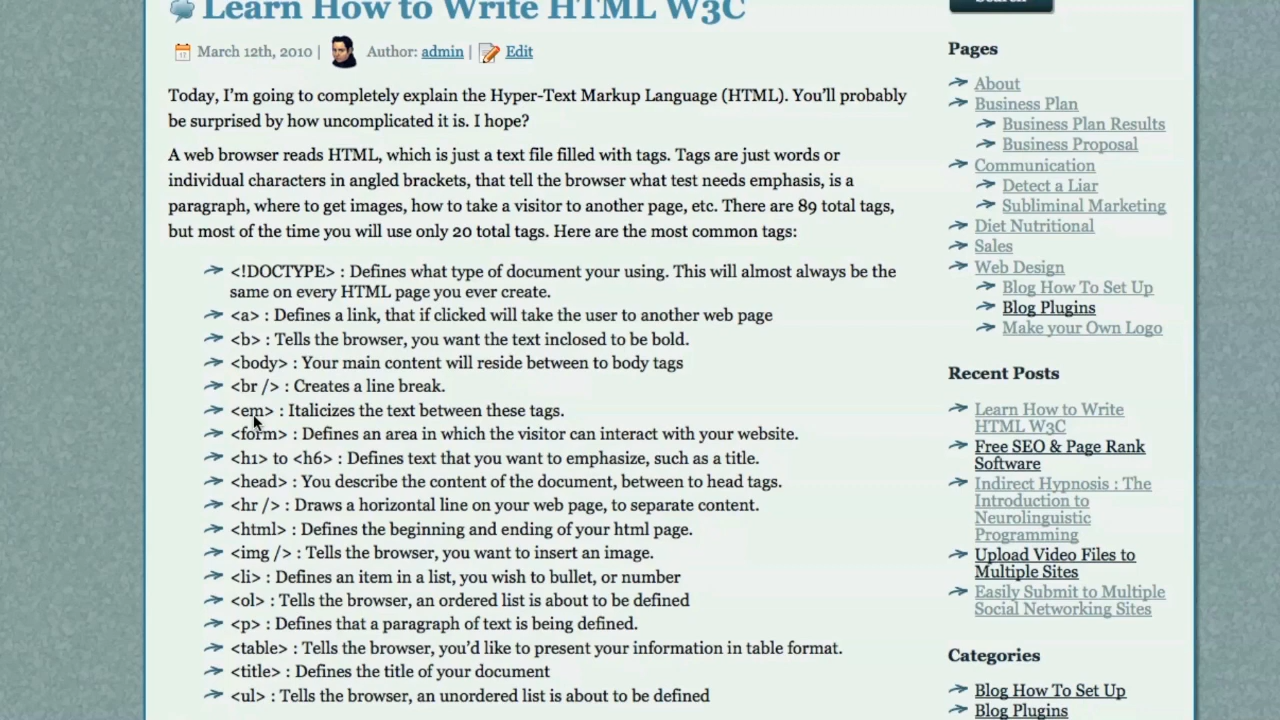 Learn How to Write HTML W3C
March 12th, 2010 | Author: admin | Edit
Today, I'm going to completely explain the Hyper-Text Markup Language (HTML). You'll probably
be surprised by how uncomplicated it is. I hope?
A web browser reads HTML, which is just a text file filled with tags. Tags are just words or
individual characters in angled brackets, that tell the browser what test needs emphasis, is a
paragraph, where to get images, how to take a visitor to another page, etc. There are 89 total tags,
but most of the time you will use only 20 total tags. Here are the most common tags:
<!DOCTYPE> : Defines what type of document your using. This will almost always be the
same on every HTML page you ever create.
<a> : Defines a link, that if clicked will take the user to another web page
<b> : Tells the browser, you want the text inclosed to be bold.
<body> : Your main content will reside between to body tags
<br /> : Creates a line break.
<em> : Italicizes the text between these tags.
<form> : Defines an area in which the visitor can interact with your website.
<h1> to <h6> : Defines text that you want to emphasize, such as a title.
<head> : You describe the content of the document, between to head tags.
<hr /> : Draws a horizontal line on your web page, to separate content.
<html> : Defines the beginning and ending of your html page.
<img /> : Tells the browser, you want to insert an image.
<li> : Defines an item in a list, you wish to bullet, or number
<ol> : Tells the browser, an ordered list is about to be defined
<p> : Defines that a paragraph of text is being defined.
<table> : Tells the browser, you'd like to present your information in table format.
<title> : Defines the title of your document
<ul> : Tells the browser, an unordered list is about to be defined
Search
Pages
About
Business Plan
Business Plan Results
Business Proposal
Communication
Detect a Liar
Subliminal Marketing
Diet Nutritional
Sales
Web Design
Blog How To Set Up
Blog Plugins
Make your Own Logo
Recent Posts
Learn How to Write
HTML W3C
Free SEO & Page Rank
Software
Indirect Hypnosis : The
Introduction to
Neurolinguistic
Programming
Upload Video Files to
Multiple Sites
Easily Submit to Multiple
Social Networking Sites
Categories
Blog How To Set Up
Blog Plugins